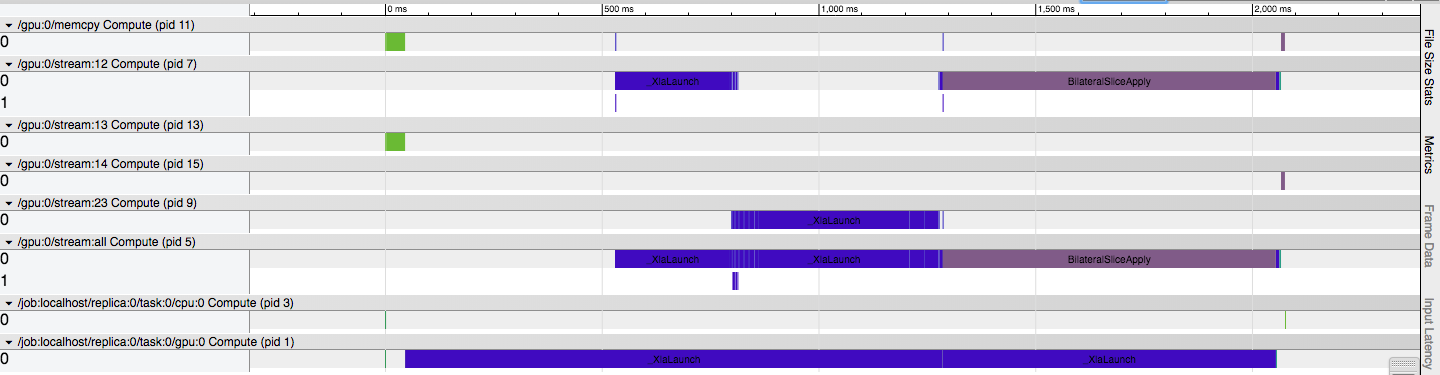 0 ms 500 ms 1,000 ms 1,500 ms 2,000 ms
/gpu:0/memcpy Compute (pid 11)
0
/gpu:0/stream:12 Compute (pid 7)
0 _XlaLaunch BilateralSliceApply
1
/gpu:0/stream:13 Compute (pid 13)
0
/gpu:0/stream:14 Compute (pid 15)
0
/gpu:0/stream:23 Compute (pid 9)
0 _XlaLaunch
/gpu:0/stream:all Compute (pid 5)
0 _XlaLaunch _XlaLaunch BilateralSliceApply
1
/job:localhost/replica:0/task:0/cpu:0 Compute (pid 3)
0
/job:localhost/replica:0/task:0/gpu:0 Compute (pid 1)
0 _XlaLaunch _XlaLaunch
File Size Stats
Metrics
Frame Data
Input Latency